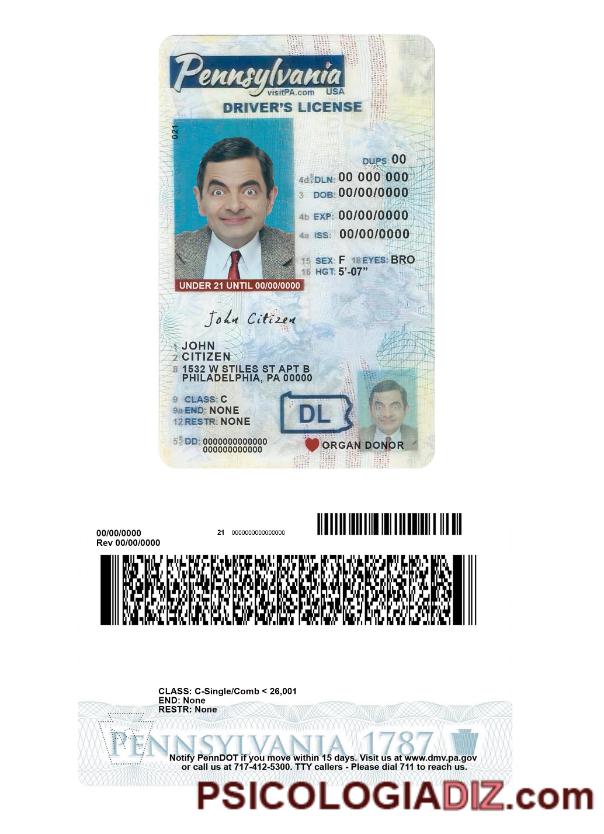 Pennsylvania
visitPA.com USA
DRIVER'S LICENSE
021
DUPS 00
4d DLN: 00 000 000
3 DOB: 00/00/0000
4b EXP: 00/00/0000
4a ISS: 00/00/0000
15 SEX: F 18 EYES: BRO
16 HGT: 5'-07"
UNDER 21 UNTIL 00/00/0000
John Citizen
1 JOHN
2 CITIZEN
8 1532 W STILES ST APT B
PHILADELPHIA, PA 00000
9 CLASS: C
9a END: NONE
12 RESTR: NONE
DL
5 DD: 0000000000000
000000000000
ORGAN DONOR
00/00/0000
Rev 00/00/0000
21 0000000000000000
CLASS: C-Single/Comb < 26,001
END: None
RESTR: None
PENNSYLVANIA 1787
Notify PennDOT if you move within 15 days. Visit us at www.dmv.pa.gov
or call us at 717-412-5300. TTY callers - Please dial 711 to reach us.
PSICOLOGIADIZ.com